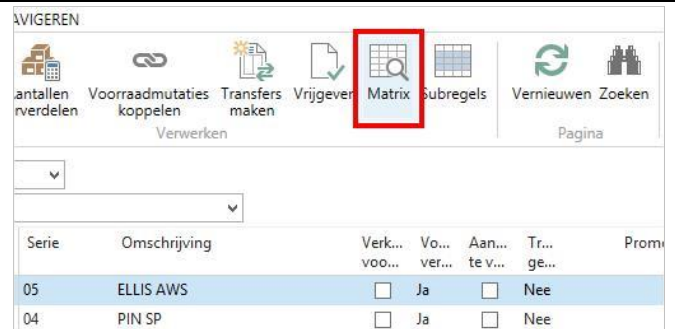 AVIGEREN
antallen Voorraadmutaties Transfers Vrijgeven Matrix Subregels Vernieuwen Zoeken
rverdelen koppelen maken
Verwerken Pagina
Serie Omschrijving Verk... Vo... Aan... Tr... Prom
voo... ver... te v... ge...
05 ELLIS AWS Ja Nee
04 PIN SP Ja Nee